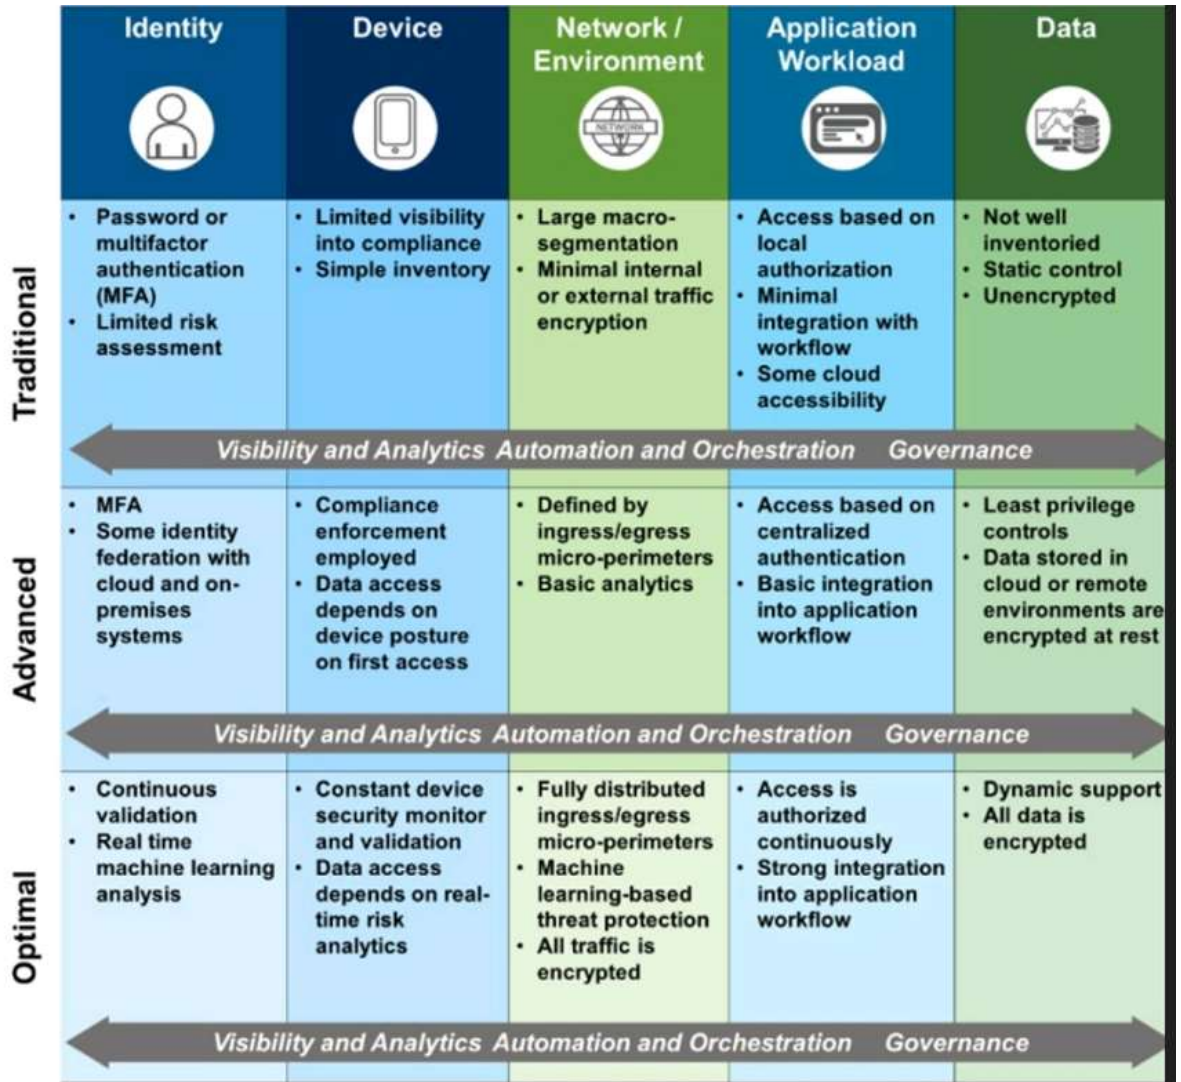 Identity
Device
Network /
Environment
Application
Workload
Data
NETWORK
Traditional
• Password or
multifactor
authentication
(MFA)
• Limited risk
assessment
• Limited visibility
into compliance
• Simple inventory
• Large macro-
segmentation
• Minimal internal
or external traffic
encryption
• Access based on
local
authorization
• Minimal
integration with
workflow
• Some cloud
accessibility
• Not well
inventoried
• Static control
• Unencrypted
Visibility and Analytics Automation and Orchestration Governance
Advanced
• MFA
• Some identity
federation with
cloud and on-
premises
systems
• Compliance
enforcement
employed
• Data access
depends on
device posture
on first access
• Defined by
ingress/egress
micro-perimeters
• Basic analytics
• Access based on
centralized
authentication
• Basic integration
into application
workflow
• Least privilege
controls
• Data stored in
cloud or remote
environments are
encrypted at rest
Visibility and Analytics Automation and Orchestration Governance
Optimal
• Continuous
validation
• Real time
machine learning
analysis
• Constant device
security monitor
and validation
• Data access
depends on real-
time risk
analytics
• Fully distributed
ingress/egress
micro-perimeters
• Machine
learning-based
threat protection
• All traffic is
encrypted
• Access is
authorized
continuously
• Strong integration
into application
workflow
• Dynamic support
• All data is
encrypted
Visibility and Analytics Automation and Orchestration Governance